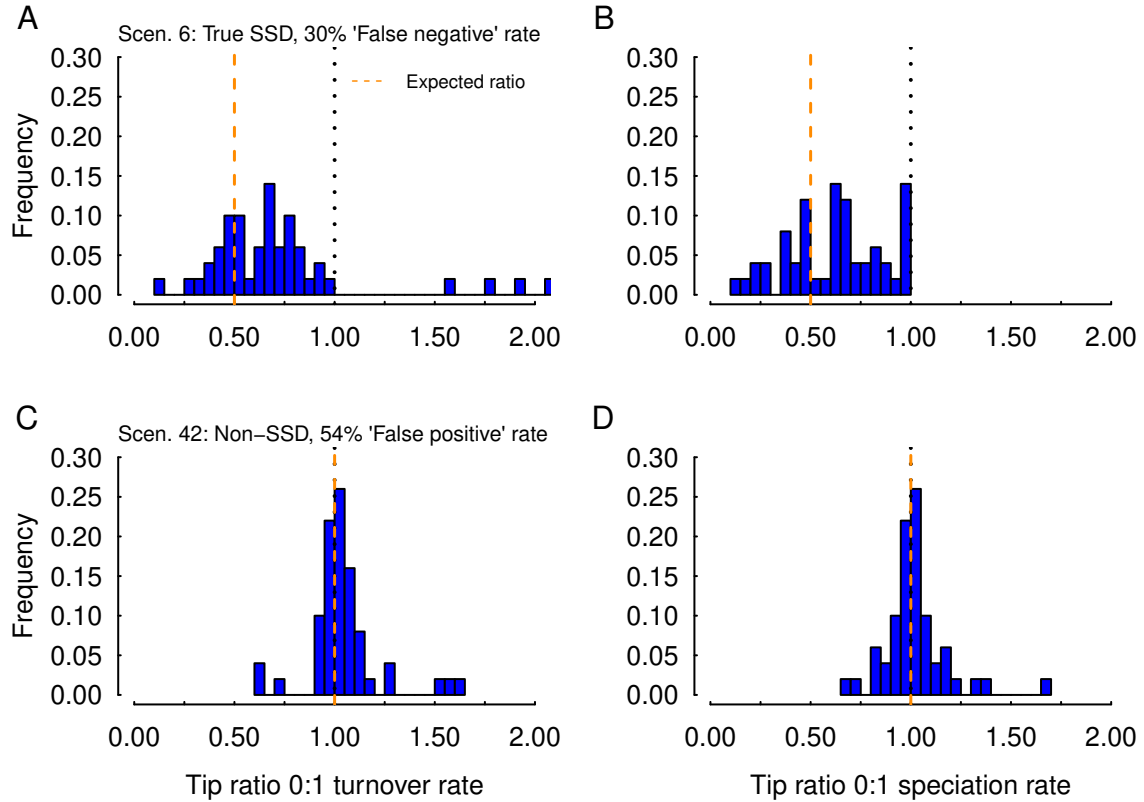 A
Scen. 6: True SSD, 30% 'False negative' rate
Expected ratio
Frequency
0.30
0.25
0.20
0.15
0.10
0.05
0.00
0.00 0.50 1.00 1.50 2.00
B
0.30
0.25
0.20
0.15
0.10
0.05
0.00
0.00 0.50 1.00 1.50 2.00
C
Scen. 42: Non−SSD, 54% 'False positive' rate
Frequency
0.30
0.25
0.20
0.15
0.10
0.05
0.00
0.00 0.50 1.00 1.50 2.00
Tip ratio 0:1 turnover rate
D
0.30
0.25
0.20
0.15
0.10
0.05
0.00
0.00 0.50 1.00 1.50 2.00
Tip ratio 0:1 speciation rate